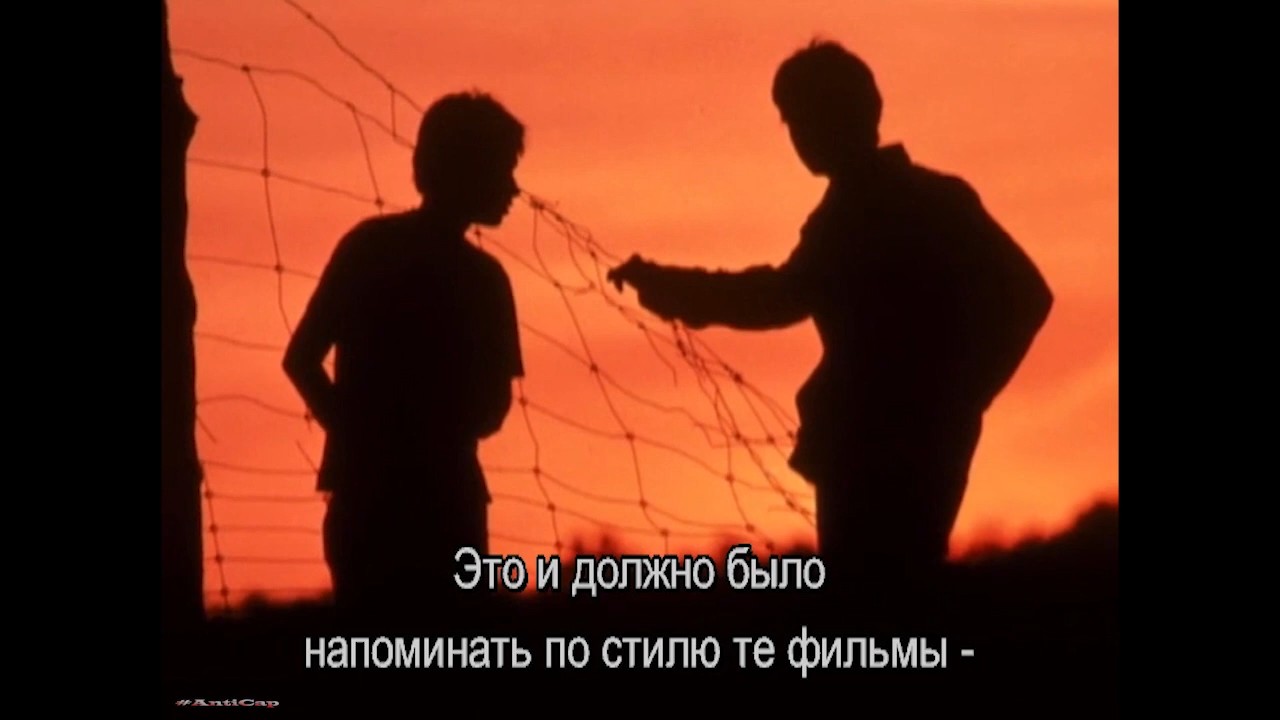 Это и должно было
напоминать по стилю те фильмы -
#AntiCap